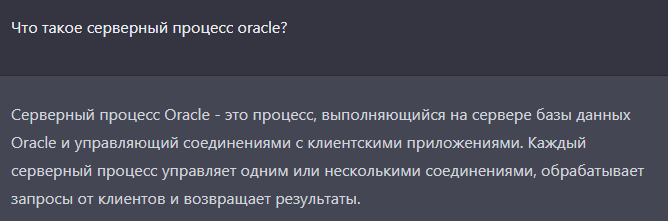 Что такое серверный процесс oracle?
Серверный процесс Oracle - это процесс, выполняющийся на сервере базы данных
Oracle и управляющий соединениями с клиентскими приложениями. Каждый
серверный процесс управляет одним или несколькими соединениями, обрабатывает
запросы от клиентов и возвращает результаты.